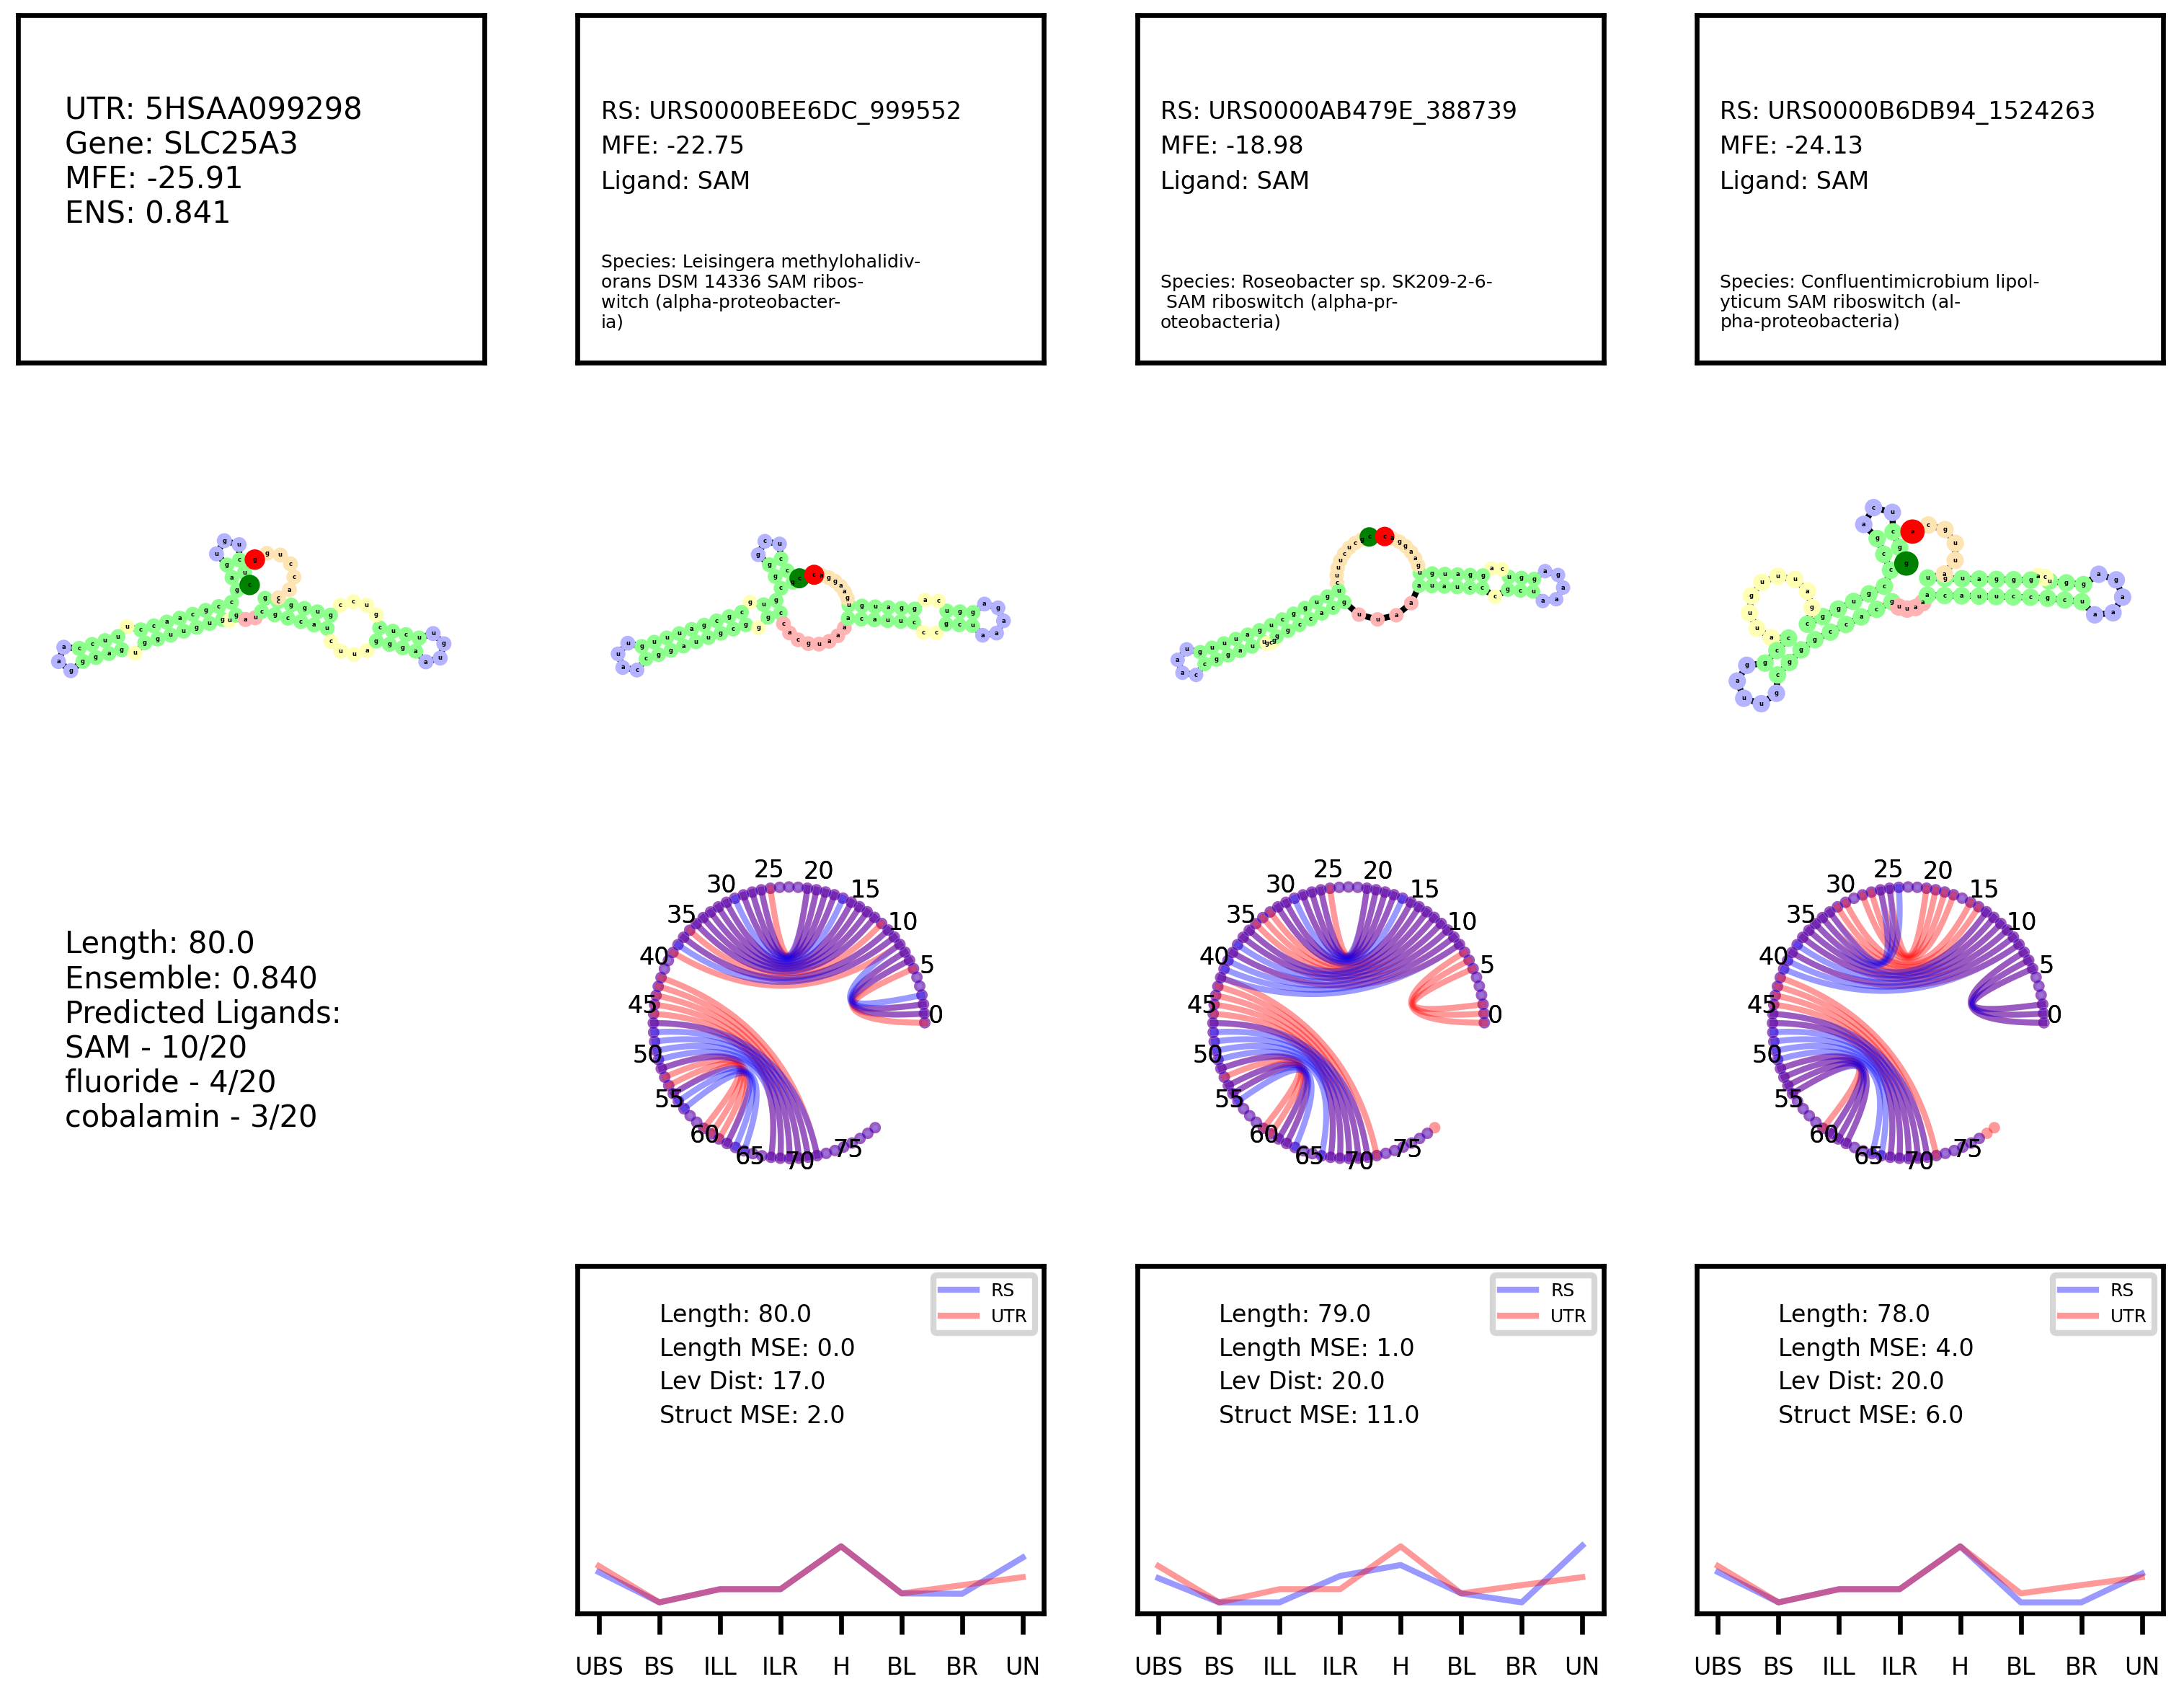 UTR: 5HSAA099298
Gene: SLC25A3
MFE: -25.91
ENS: 0.841
RS: URS0000BEE6DC_999552
MFE: -22.75
Ligand: SAM
Species: Leisingera methylohalidiv-
orans DSM 14336 SAM ribos-
witch (alpha-proteobacter-
ia)
RS: URS0000AB479E_388739
MFE: -18.98
Ligand: SAM
Species: Roseobacter sp. SK209-2-6-
SAM riboswitch (alpha-pr-
oteobacteria)
RS: URS0000B6DB94_1524263
MFE: -24.13
Ligand: SAM
Species: Confluentimicrobium lipol-
yticum SAM riboswitch (al-
pha-proteobacteria)
Length: 80.0
Ensemble: 0.840
Predicted Ligands:
SAM - 10/20
fluoride - 4/20
cobalamin - 3/20
0
5
10
15
20
25
30
35
40
45
50
55
60
65
70
75
0
5
10
15
20
25
30
35
40
45
50
55
60
65
70
75
0
5
10
15
20
25
30
35
40
45
50
55
60
65
70
75
RS
UTR
Length: 80.0
Length MSE: 0.0
Lev Dist: 17.0
Struct MSE: 2.0
UBS BS ILL ILR H BL BR UN
RS
UTR
Length: 79.0
Length MSE: 1.0
Lev Dist: 20.0
Struct MSE: 11.0
UBS BS ILL ILR H BL BR UN
RS
UTR
Length: 78.0
Length MSE: 4.0
Lev Dist: 20.0
Struct MSE: 6.0
UBS BS ILL ILR H BL BR UN